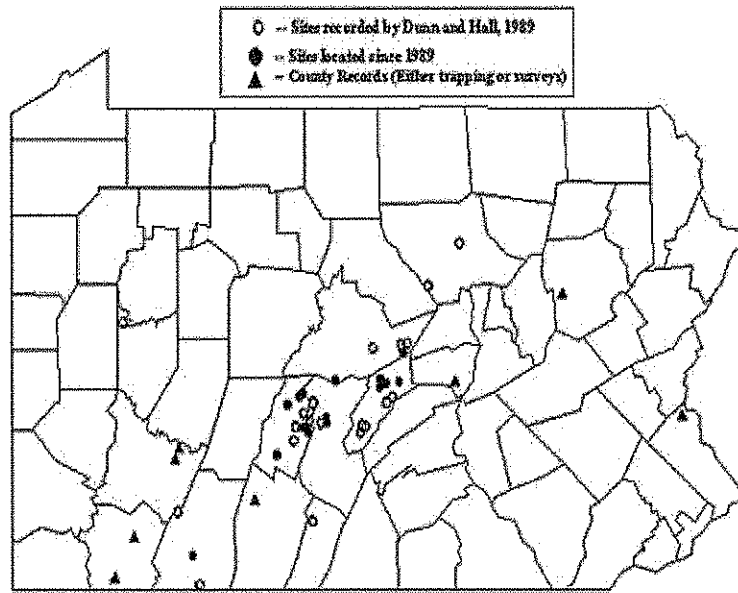 O – Sites recorded by Dunn and Hall, 1989
● – Sites located since 1989
▲ – County Records (Either trapping or surveys)